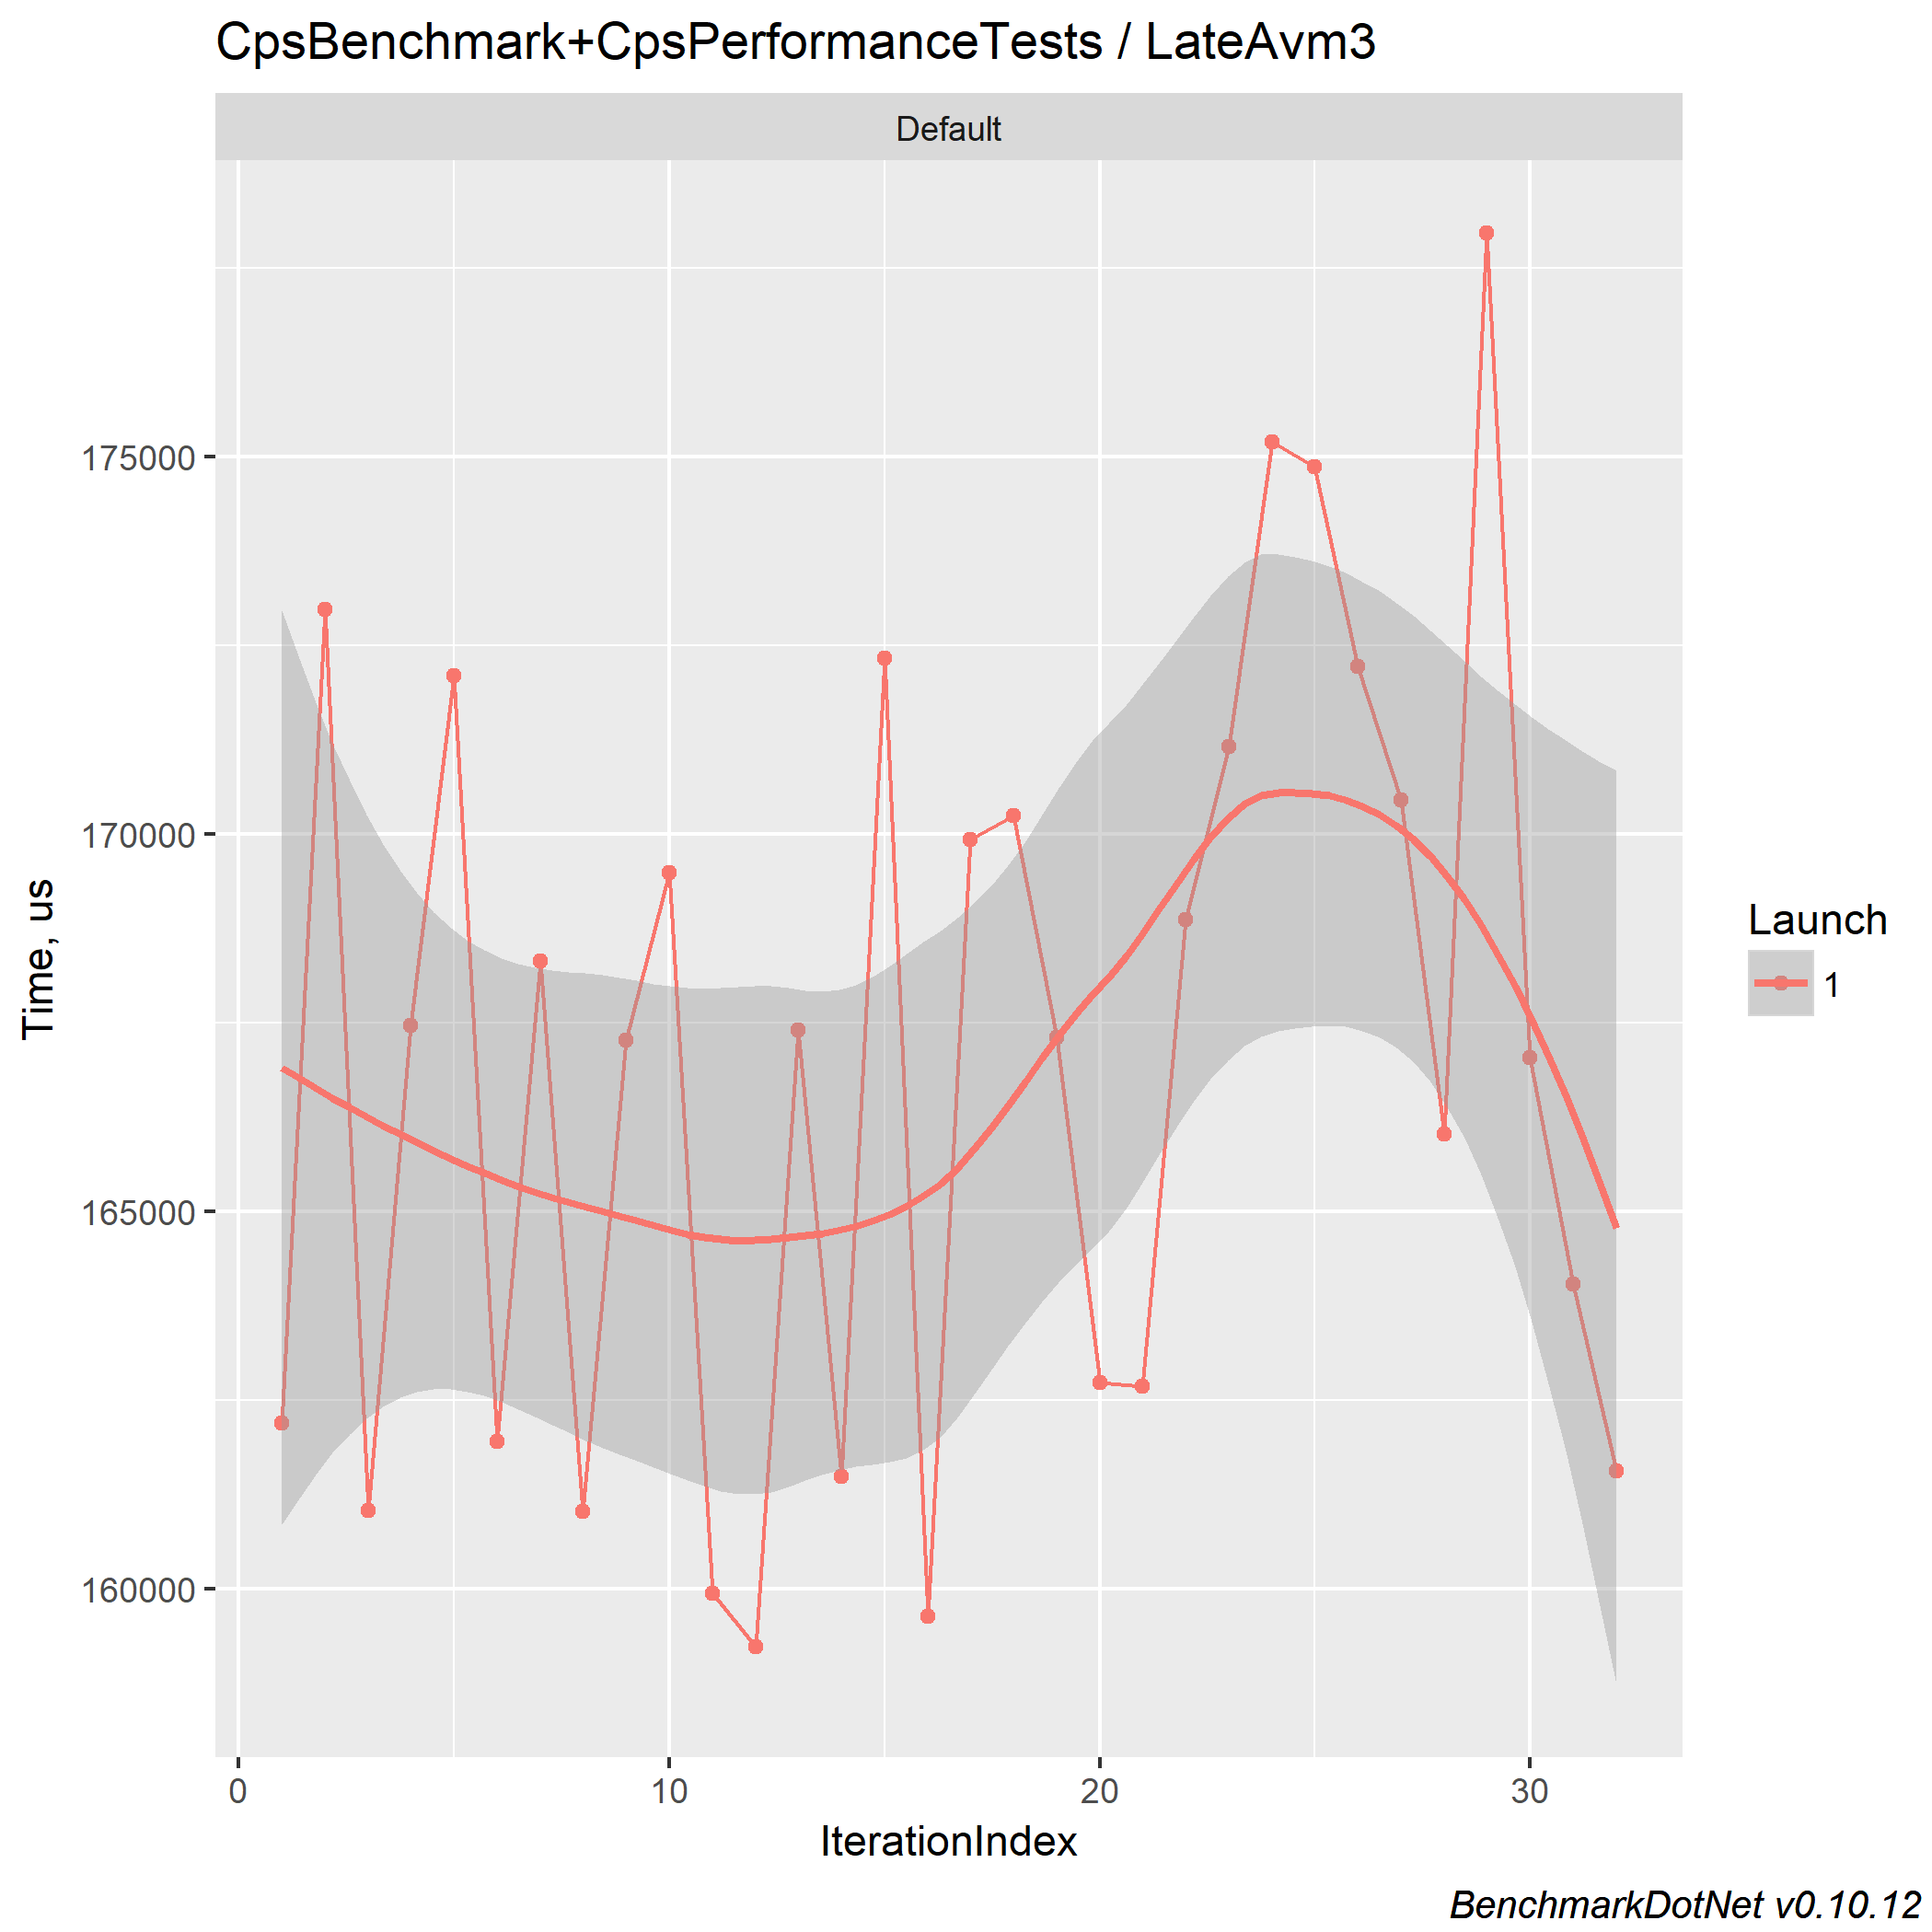 CpsBenchmark+CpsPerformanceTests / LateAvm3
Default
175000
170000
165000
160000
Time, us
0 10 20 30
IterationIndex
Launch
1
BenchmarkDotNet v0.10.12